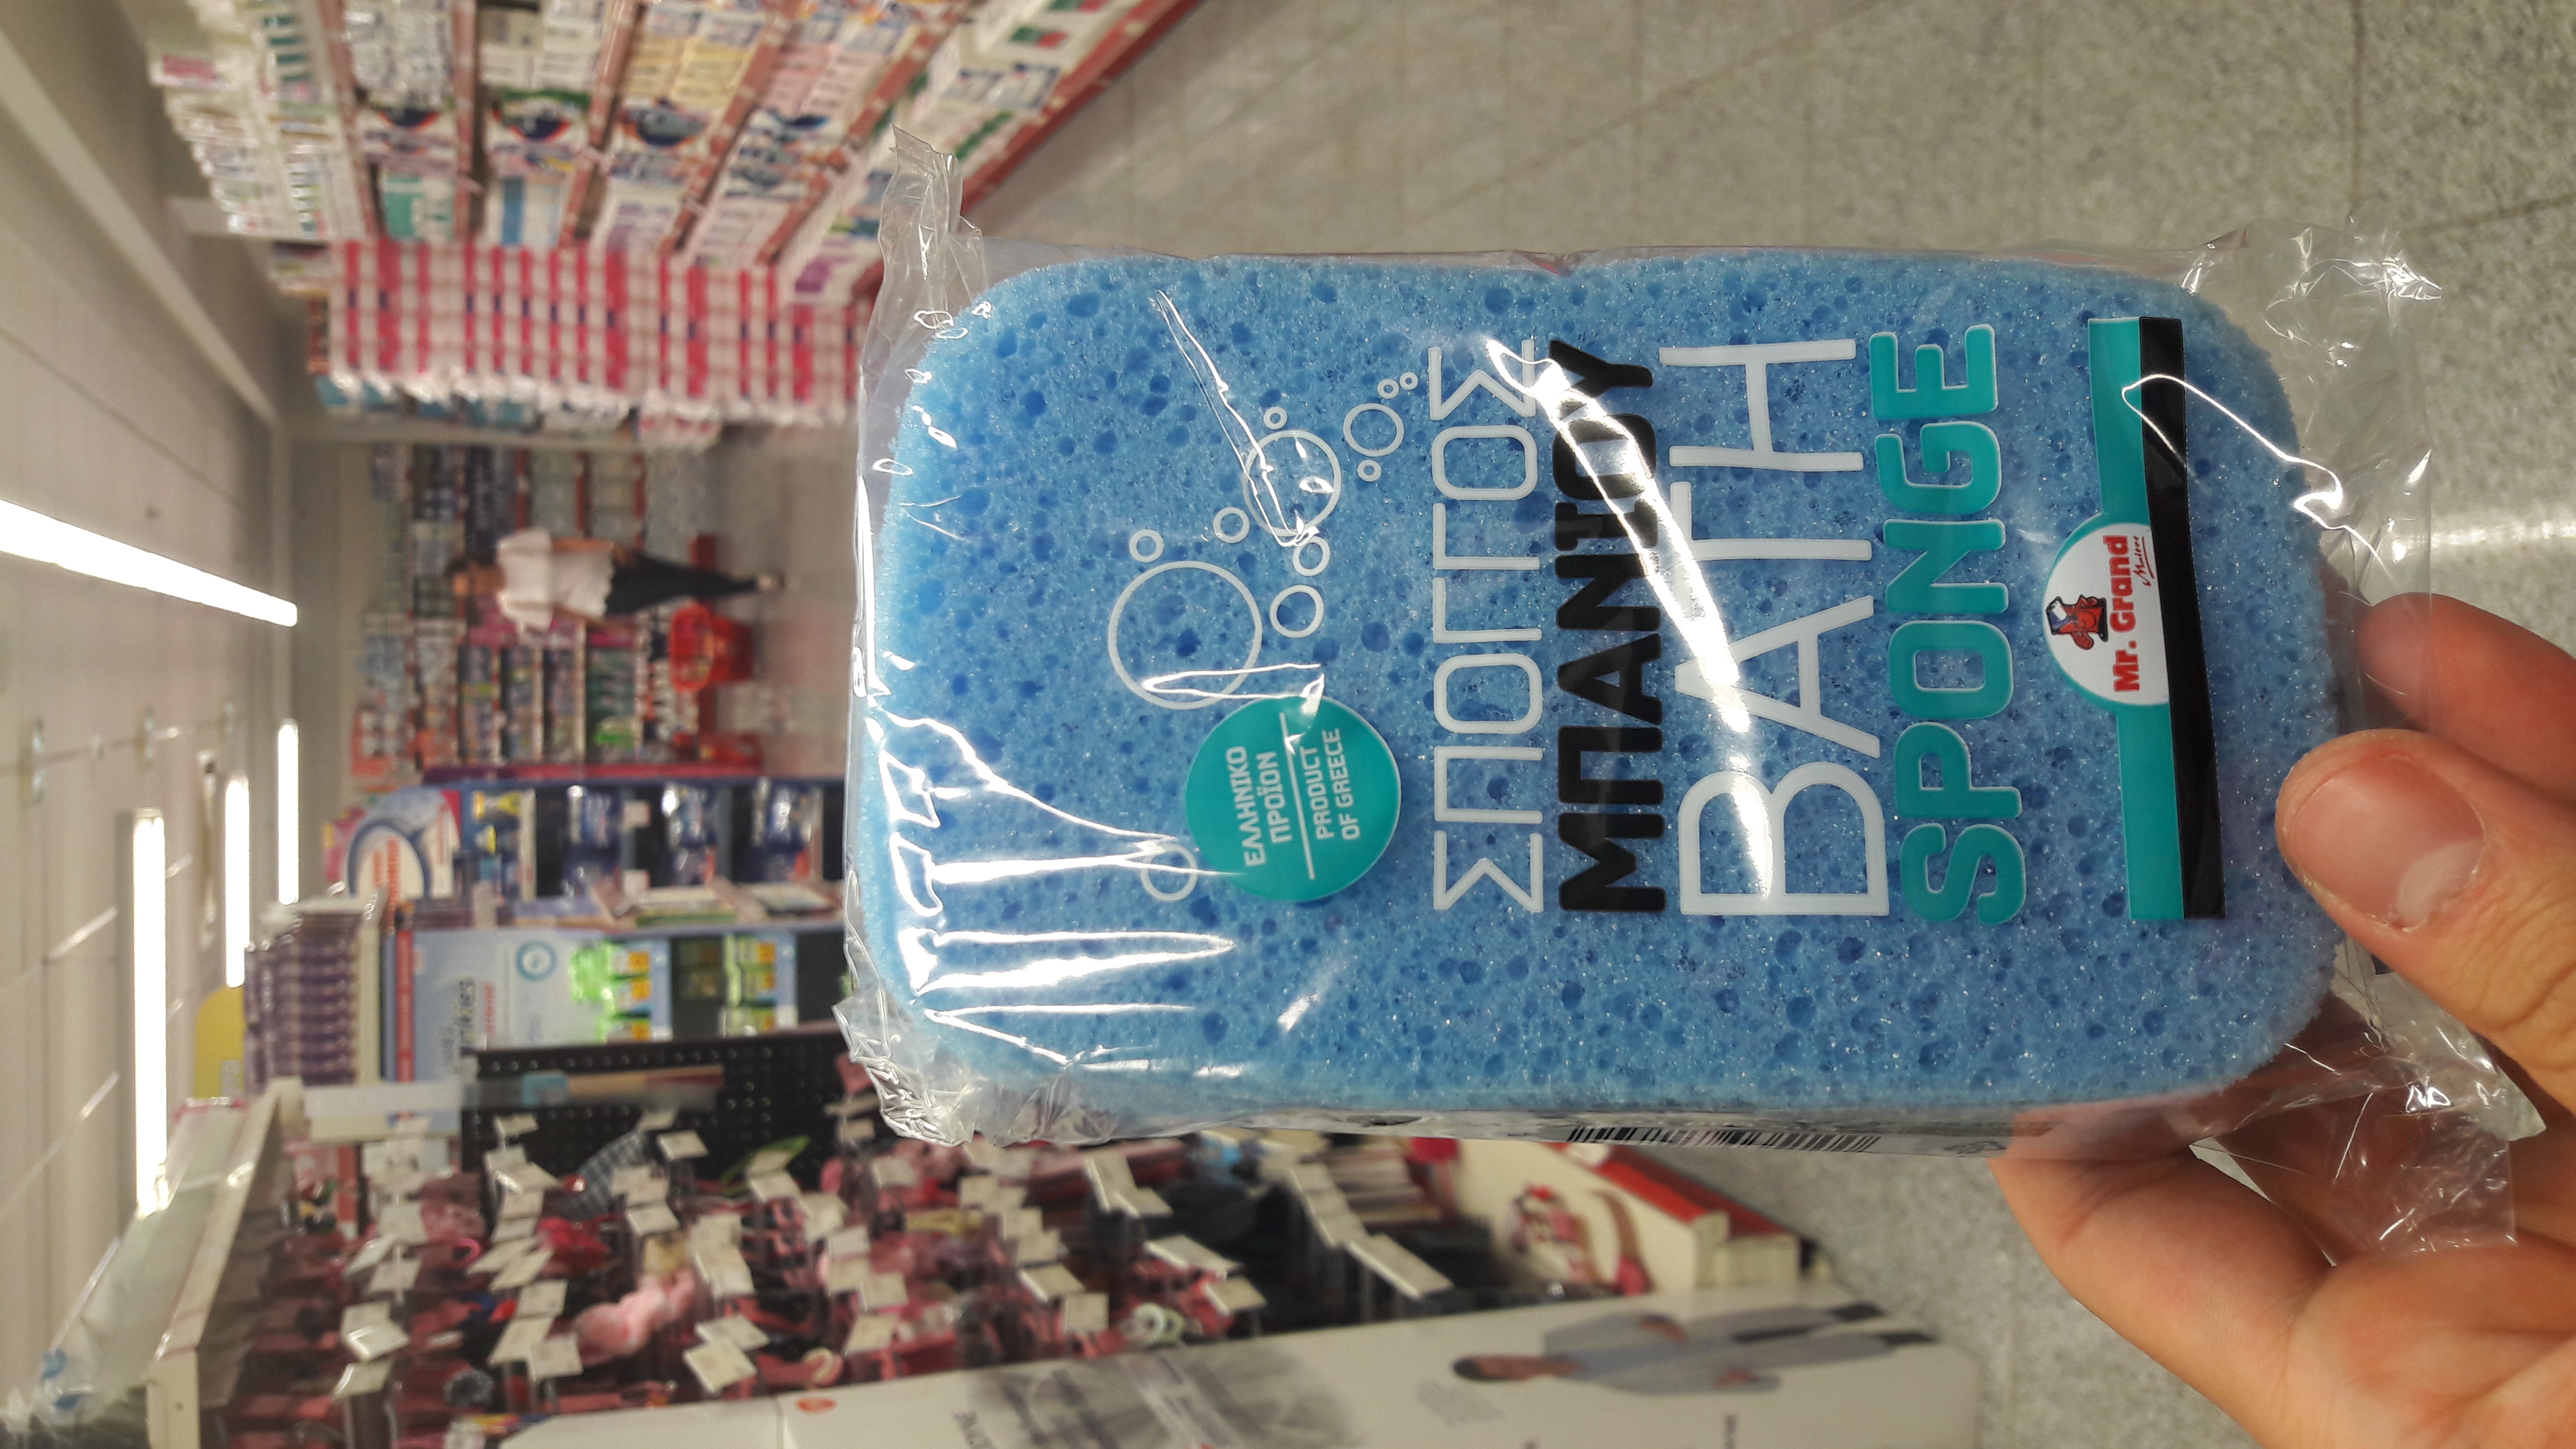 ΕΛΛΗΝΙΚΟ
ΠΡΟΪΟΝ
PRODUCT
OF GREECE
ΣΠΟΓΓΟΣ
ΜΠΑΝΙΟΥ
BATH
SPONGE
Mr. Grand